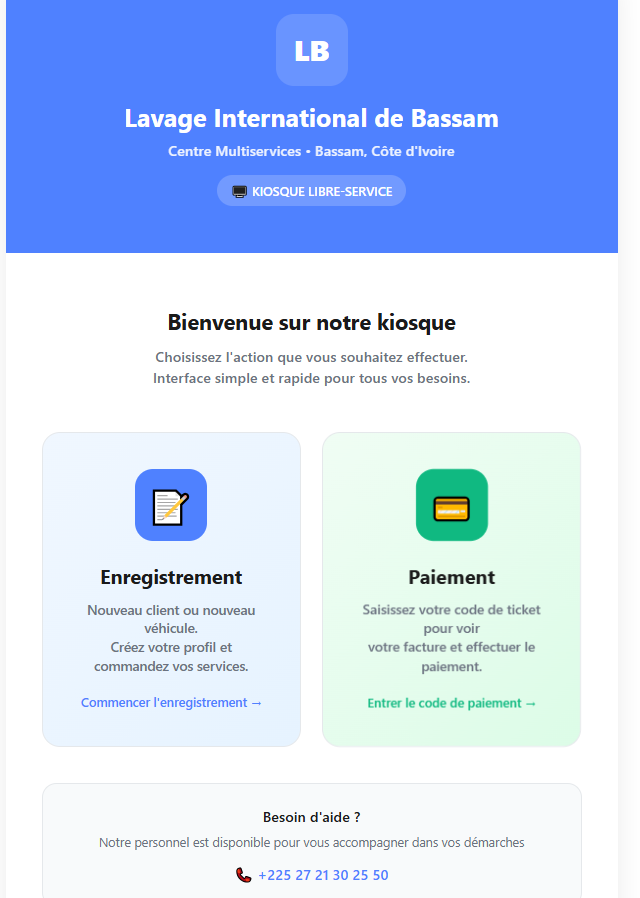 LB
Lavage International de Bassam
Centre Multiservices • Bassam, Côte d'Ivoire
KIOSQUE LIBRE-SERVICE
Bienvenue sur notre kiosque
Choisissez l'action que vous souhaitez effectuer.
Interface simple et rapide pour tous vos besoins.
Enregistrement
Nouveau client ou nouveau
véhicule.
Créez votre profil et
commandez vos services.
Commencer l'enregistrement →
Paiement
Saisissez votre code de ticket
pour voir
votre facture et effectuer le
paiement.
Entrer le code de paiement →
Besoin d'aide ?
Notre personnel est disponible pour vous accompagner dans vos démarches
+225 27 21 30 25 50